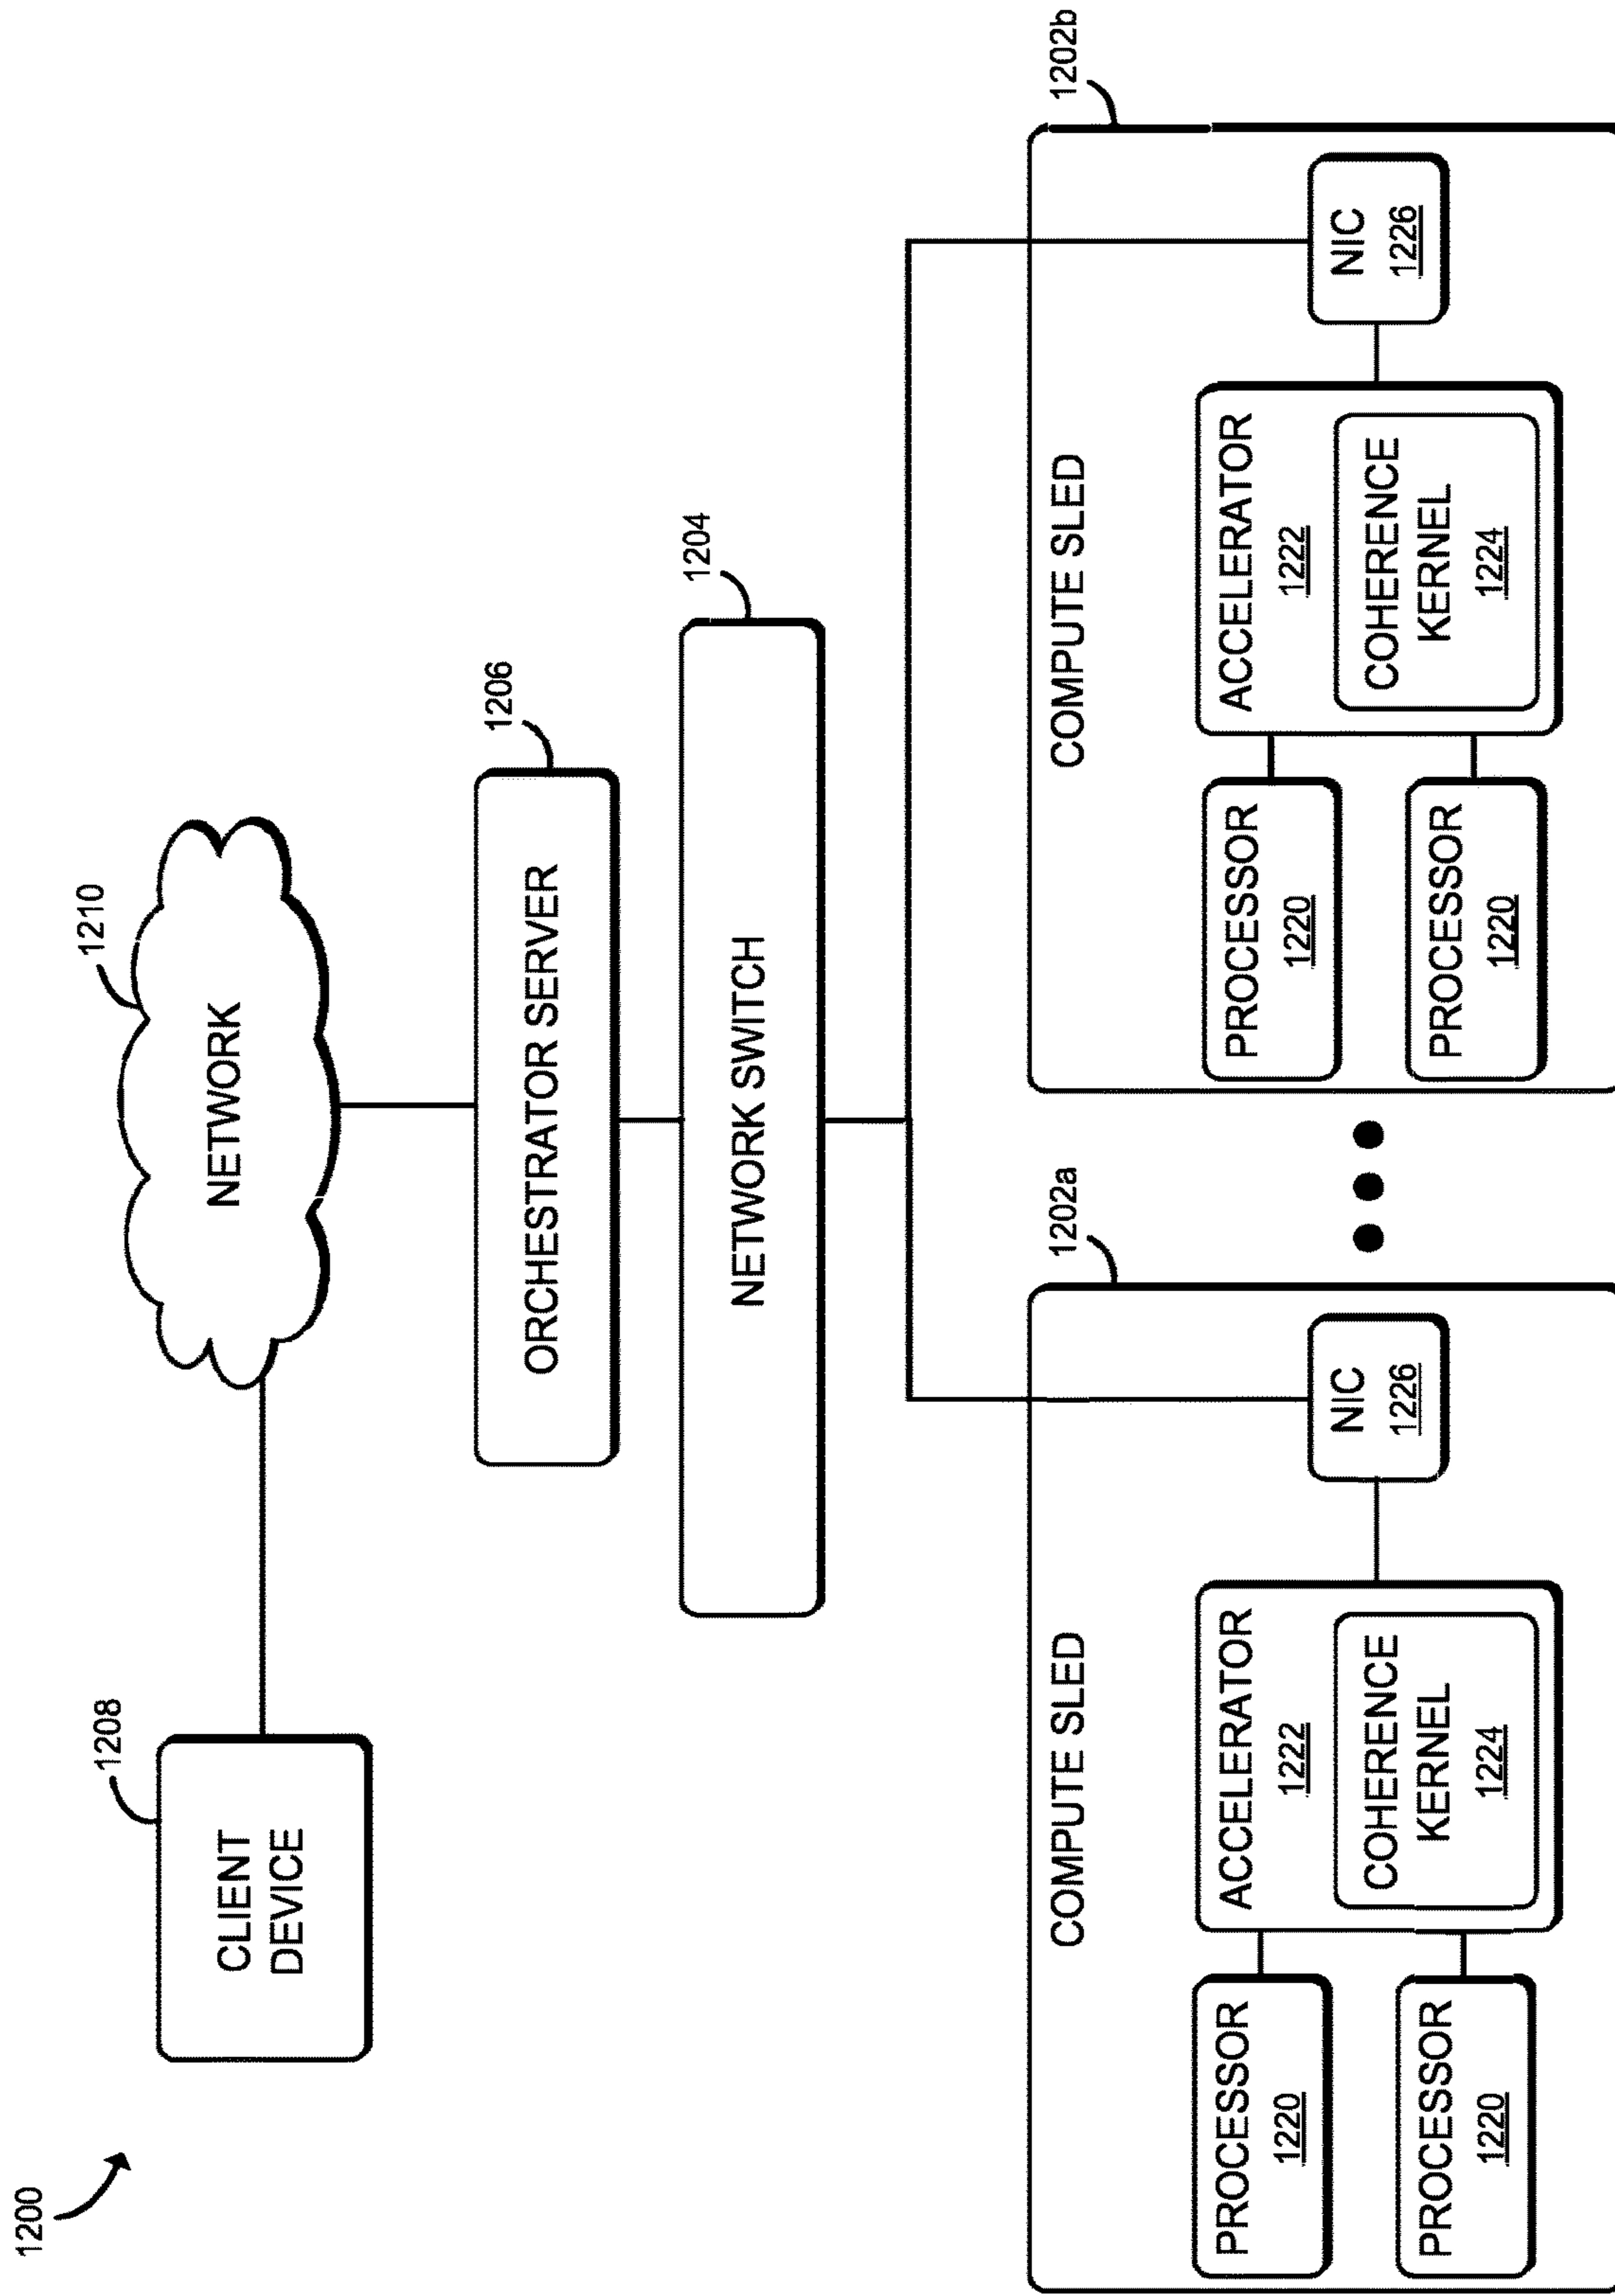 1200
1208
CLIENT
DEVICE
1210
NETWORK
1206
ORCHESTRATOR SERVER
1204
NETWORK SWITCH
1202a
COMPUTE SLED
PROCESSOR
1220
PROCESSOR
1220
ACCELERATOR
1222
COHERENCE
KERNEL
1224
NIC
1226
1202b
COMPUTE SLED
PROCESSOR
1220
PROCESSOR
1220
ACCELERATOR
1222
COHERENCE
KERNEL
1224
NIC
1226